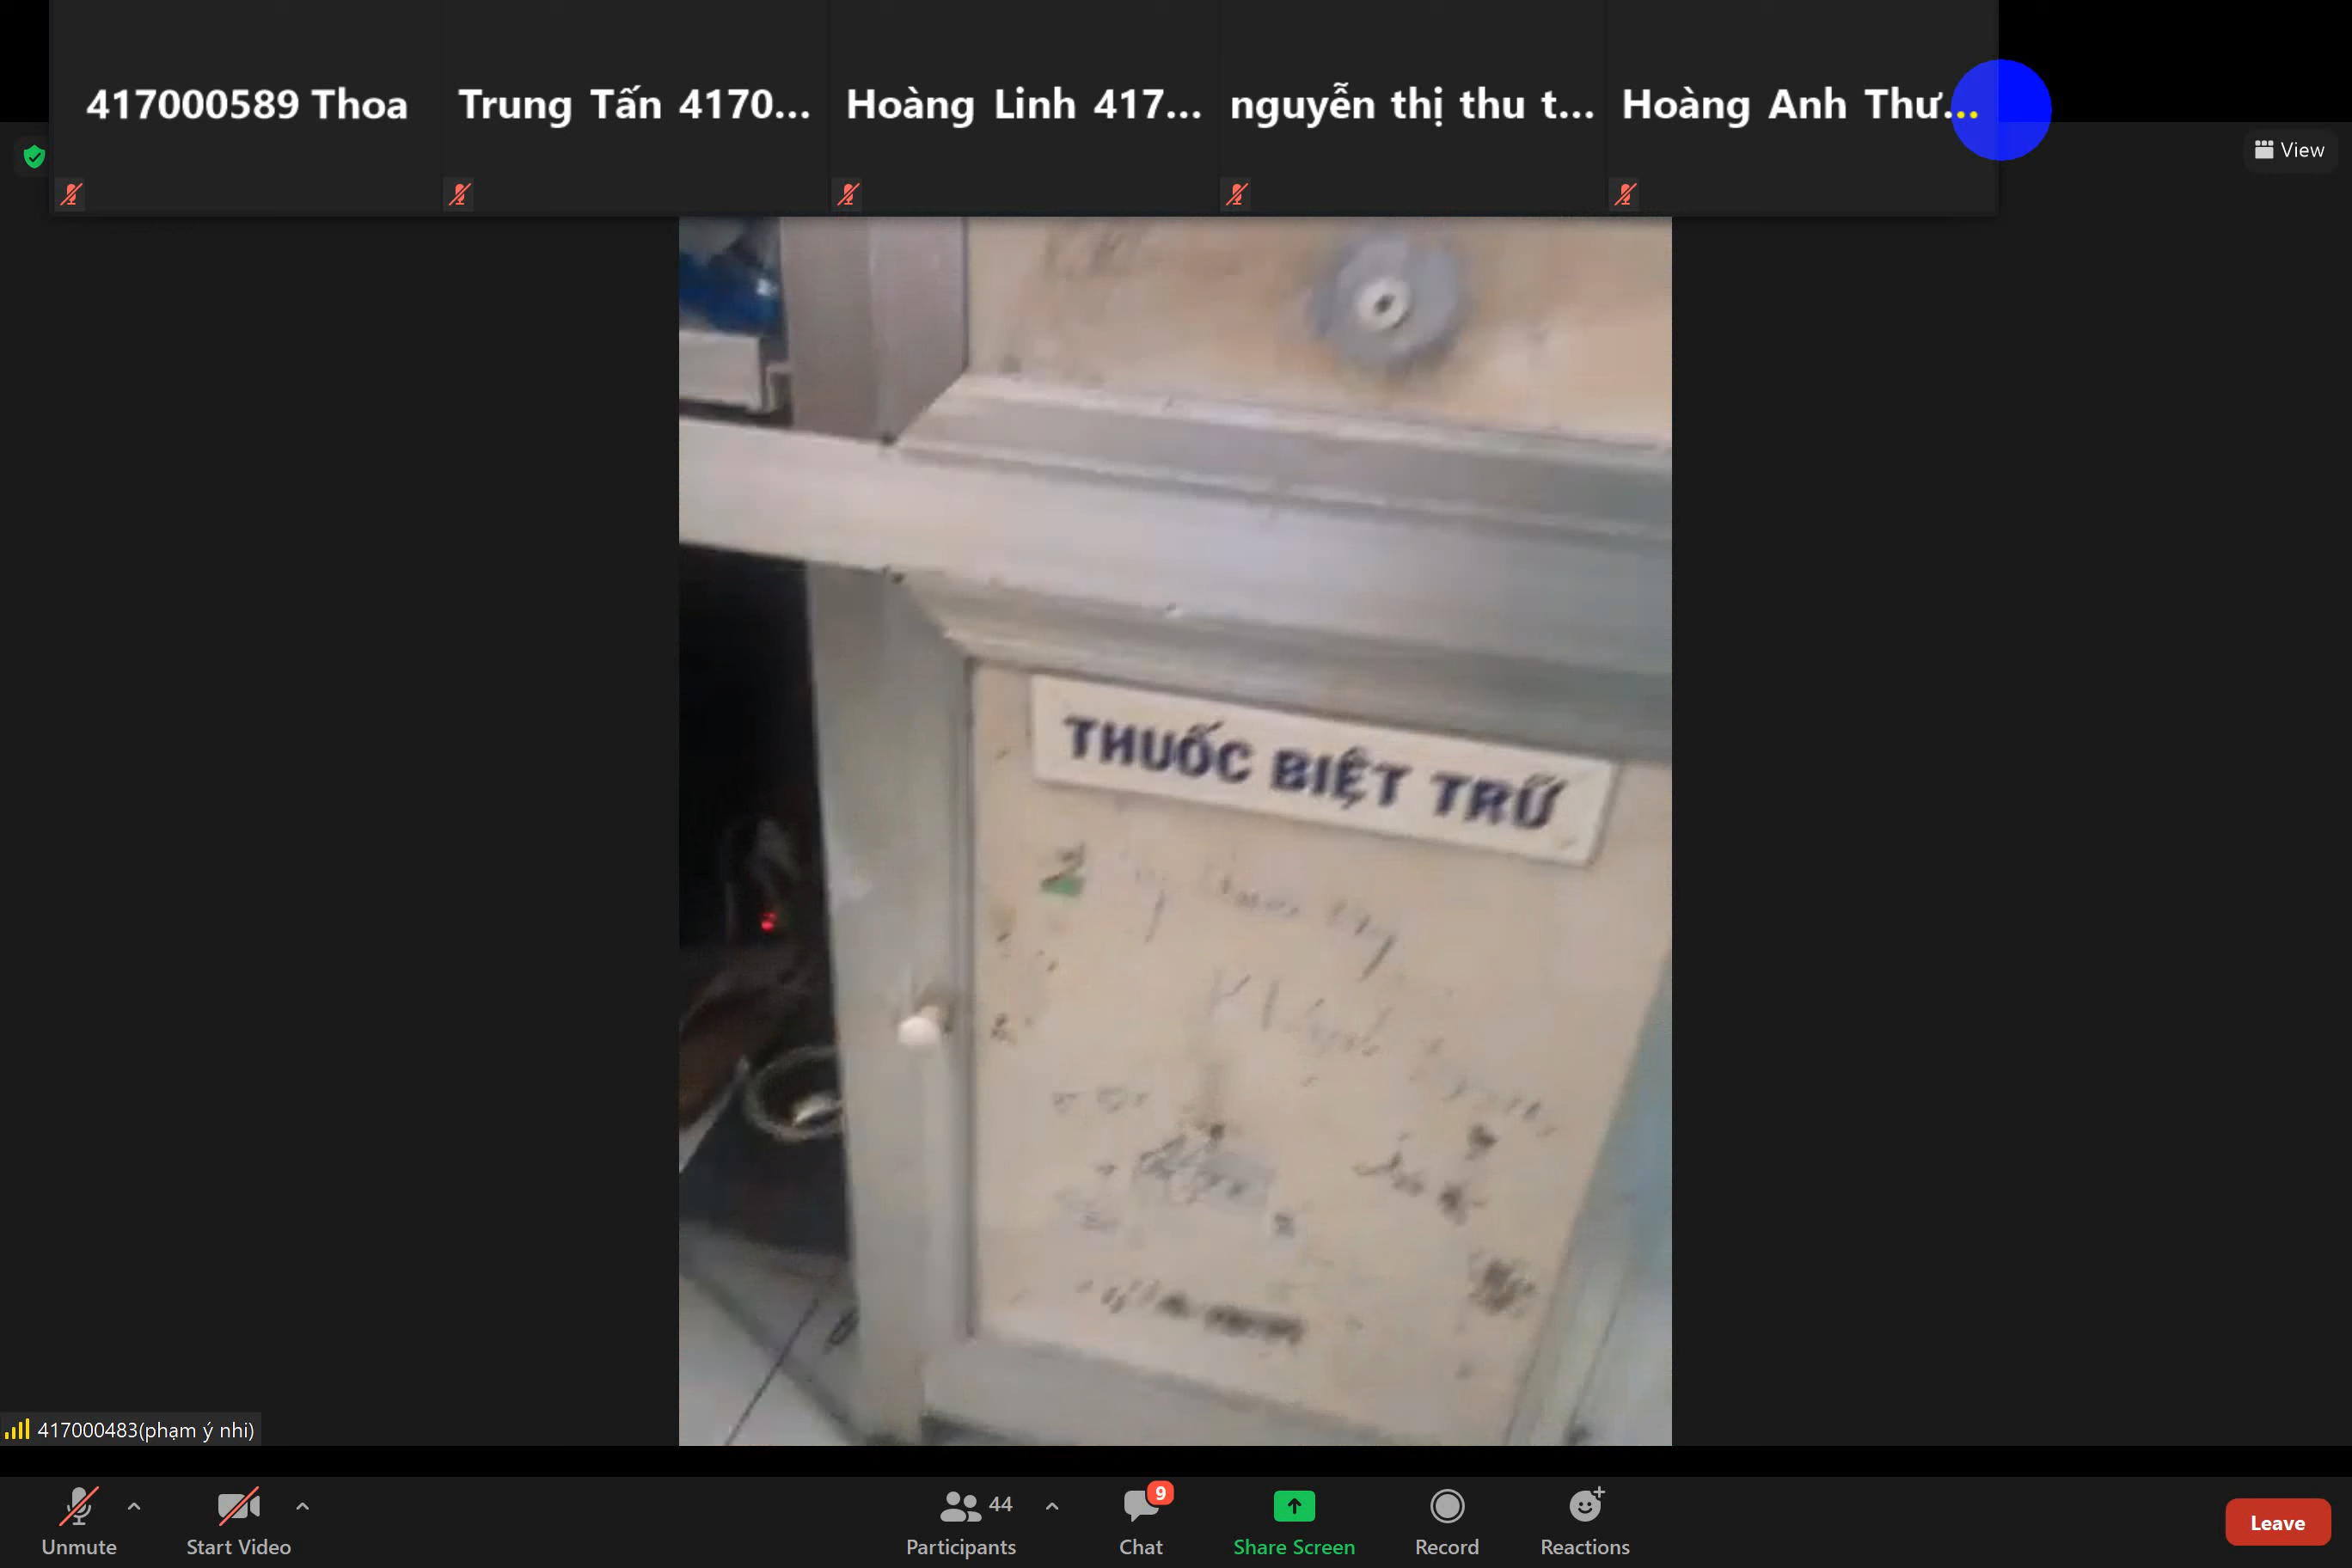 417000589 Thoa
Trung Tấn 4170...
Hoàng Linh 417...
nguyễn thị thu t...
Hoàng Anh Thư...
View
THUỐC BIỆT TRỮ
2
417000483(phạm ý nhi)
Unmute
Start Video
44
Participants
9
Chat
Share Screen
Record
Reactions
Leave